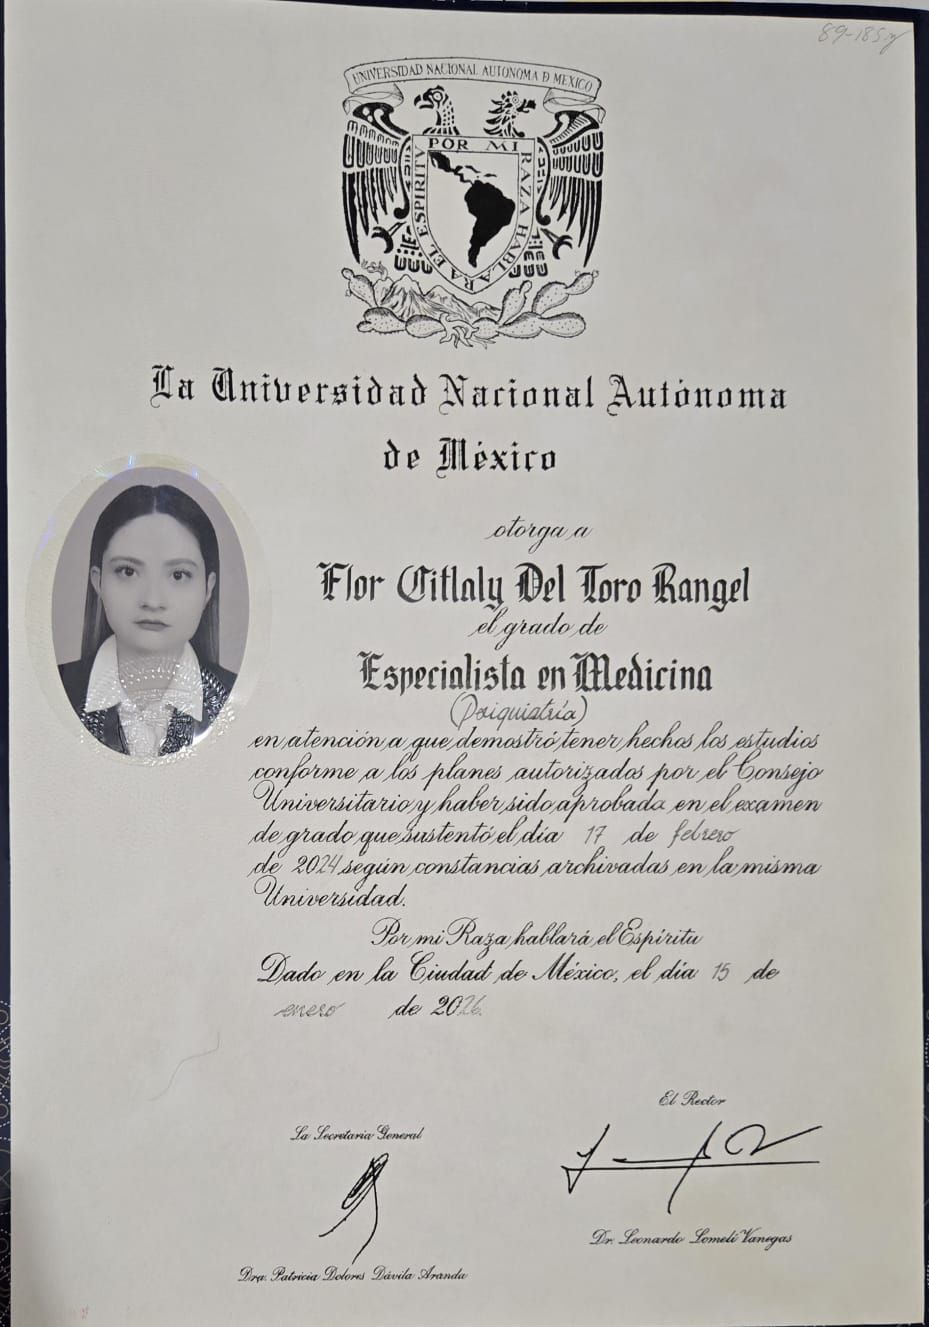 89-185
UNIVERSIDAD NACIONAL AUTONOMA D MEXICO
POR MI RAZA HABLARA EL ESPIRITU
La Universidad Nacional Autónoma
de México
otorga a
Flor Citlaly Del Toro Rangel
el grado de
Especialista en Medicina
(Psiquiatría)
en atención a que demostró tener hechos los estudios
conforme a los planes autorizados por el Consejo
Universitario y haber sido aprobada en el examen
de grado que sustentó el día 17 de febrero
de 2024 según constancias archivadas en la misma
Universidad.
Por mi Raza hablará el Espíritu
Dado en la Ciudad de México, el día 15 de
enero de 2026.
El Rector
La Secretaria General
Dr. Leonardo Lomelí Vanegas
Dra. Patricia Dolores Dávila Aranda